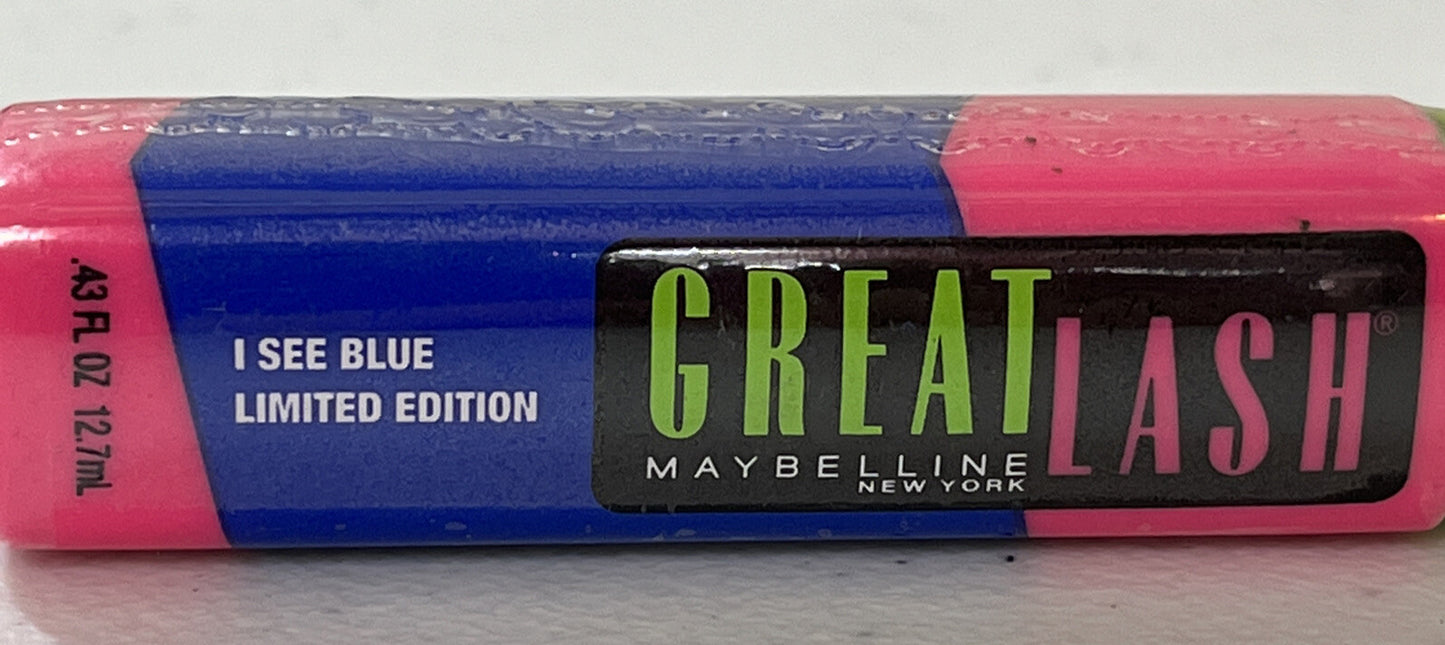 .43 FL OZ 12.7mL
I SEE BLUE
LIMITED EDITION
GREAT LASH®
MAYBELLINE
NEW YORK